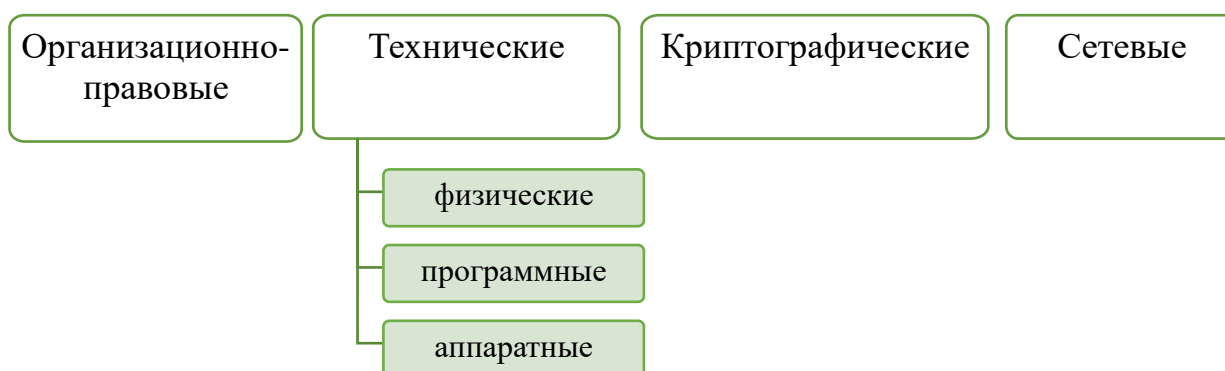 Организационно-
правовые
Технические
Криптографические
Сетевые
физические
программные
аппаратные